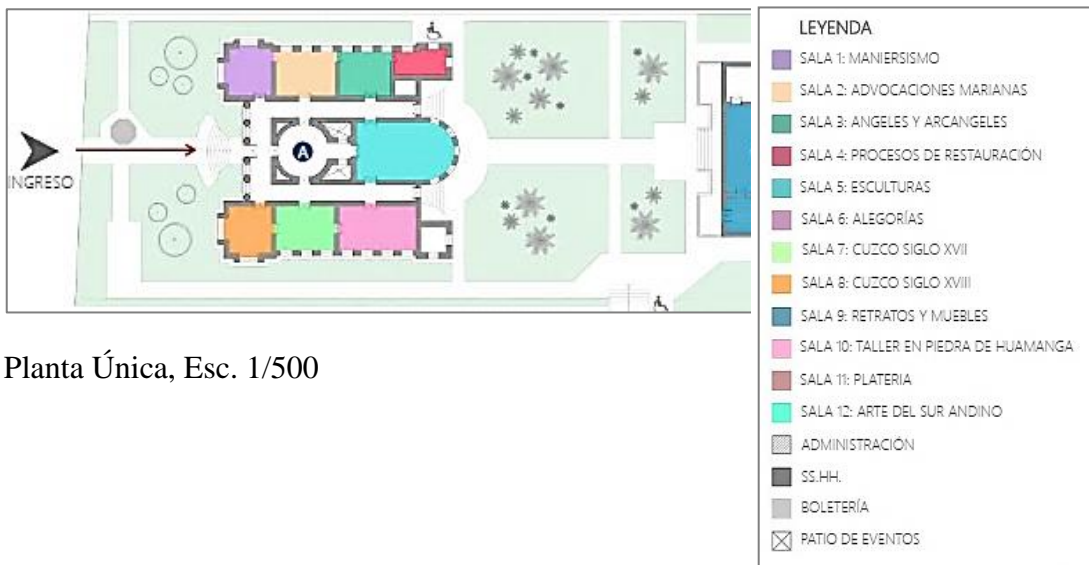 INGRESO
A
Planta Única, Esc. 1/500
LEYENDA
SALA 1: MANIERSISMO
SALA 2: ADVOCACIONES MARIANAS
SALA 3: ANGELES Y ARCANGELES
SALA 4: PROCESOS DE RESTAURACIÓN
SALA 5: ESCULTURAS
SALA 6: ALEGORÍAS
SALA 7: CUZCO SIGLO XVII
SALA 8: CUZCO SIGLO XVIII
SALA 9: RETRATOS Y MUEBLES
SALA 10: TALLER EN PIEDRA DE HUAMANGA
SALA 11: PLATERIA
SALA 12: ARTE DEL SUR ANDINO
ADMINISTRACIÓN
SS.HH.
BOLETERÍA
PATIO DE EVENTOS